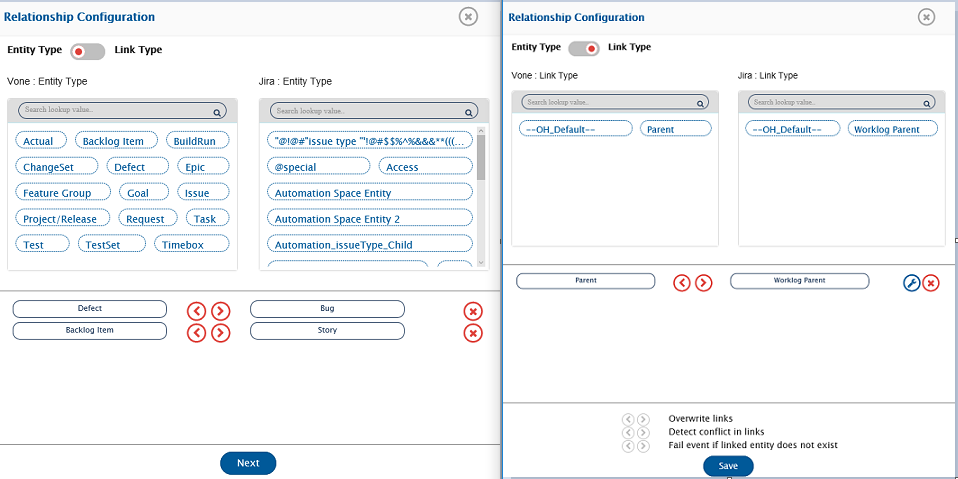 Relationship Configuration
Entity Type Link Type
Vone : Entity Type
Jira : Entity Type
Search lookup value..
Search lookup value..
Actual Backlog Item BuildRun
ChangeSet Defect Epic
Feature Group Goal Issue
Project/Release Request Task
Test TestSet Timebox
"@!@#"issue type '"!@#$$%^%&&&**(((...
@special Access
Automation Space Entity
Automation Space Entity 2
Automation_issueType_Child
Defect Bug
Backlog Item Story
Next
Relationship Configuration
Entity Type Link Type
Vone : Link Type
Jira : Link Type
Search lookup value..
Search lookup value..
--OH_Default-- Parent
--OH_Default-- Worklog Parent
Parent Worklog Parent
Overwrite links
Detect conflict in links
Fail event if linked entity does not exist
Save